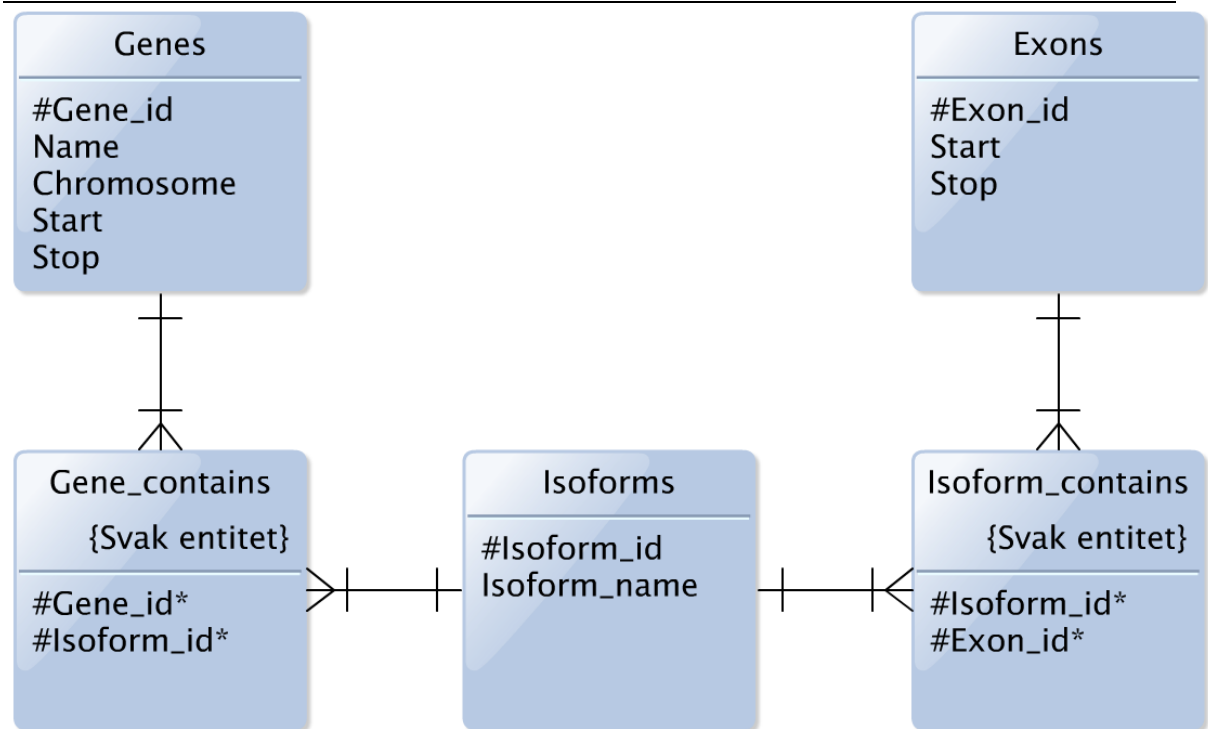 Genes
#Gene_id
Name
Chromosome
Start
Stop
Exons
#Exon_id
Start
Stop
Gene_contains
{Svak entitet}
#Gene_id*
#Isoform_id*
Isoforms
#Isoform_id
Isoform_name
Isoform_contains
{Svak entitet}
#Isoform_id*
#Exon_id*